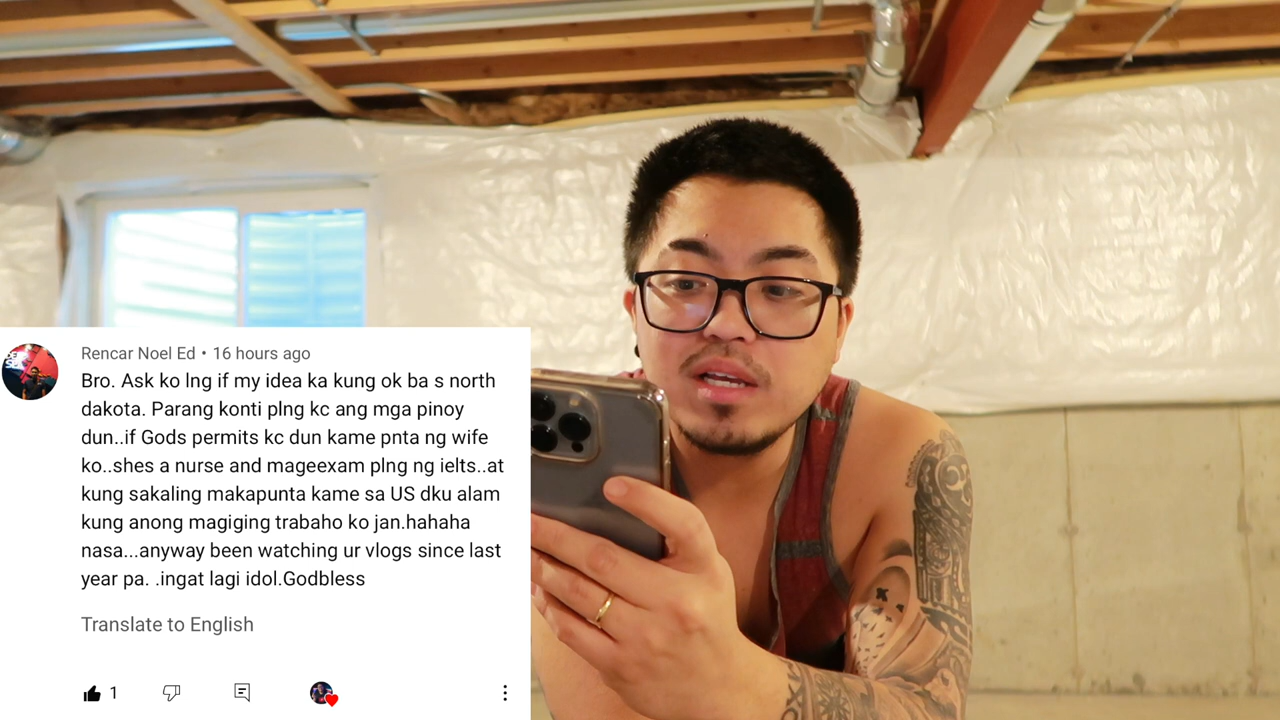 Rencar Noel Ed • 16 hours ago
Bro. Ask ko lng if my idea ka kung ok ba s north
dakota. Parang konti plng kc ang mga pinoy
dun..if Gods permits kc dun kame pnta ng wife
ko..shes a nurse and mageexam plng ng ielts..at
kung sakaling makapunta kame sa US dku alam
kung anong magiging trabaho ko jan.hahaha
nasa...anyway been watching ur vlogs since last
year pa. .ingat lagi idol.Godbless
Translate to English
1